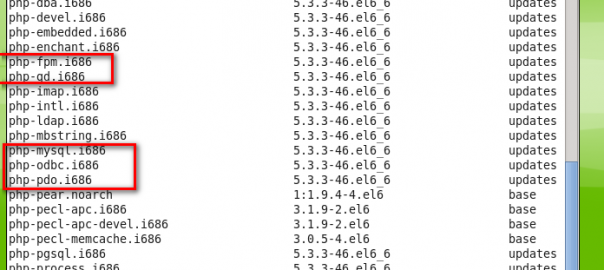 php-dba.i686 5.3.3-46.el6_6 updates
php-devel.i686 5.3.3-46.el6_6 updates
php-embedded.i686 5.3.3-46.el6_6 updates
php-enchant.i686 5.3.3-46.el6_6 updates
php-fpm.i686 5.3.3-46.el6_6 updates
php-gd.i686 5.3.3-46.el6_6 updates
php-imap.i686 5.3.3-46.el6_6 updates
php-intl.i686 5.3.3-46.el6_6 updates
php-ldap.i686 5.3.3-46.el6_6 updates
php-mbstring.i686 5.3.3-46.el6_6 updates
php-mysql.i686 5.3.3-46.el6_6 updates
php-odbc.i686 5.3.3-46.el6_6 updates
php-pdo.i686 5.3.3-46.el6_6 updates
php-pear.noarch 1:1.9.4-4.el6 base
php-pecl-apc.i686 3.1.9-2.el6 base
php-pecl-apc-devel.i686 3.1.9-2.el6 base
php-pecl-memcache.i686 3.0.5-4.el6 base
php-pgsql.i686 5.3.3-46.el6_6 updates
php-process.i686 5.3.3-46.el6_6 updates